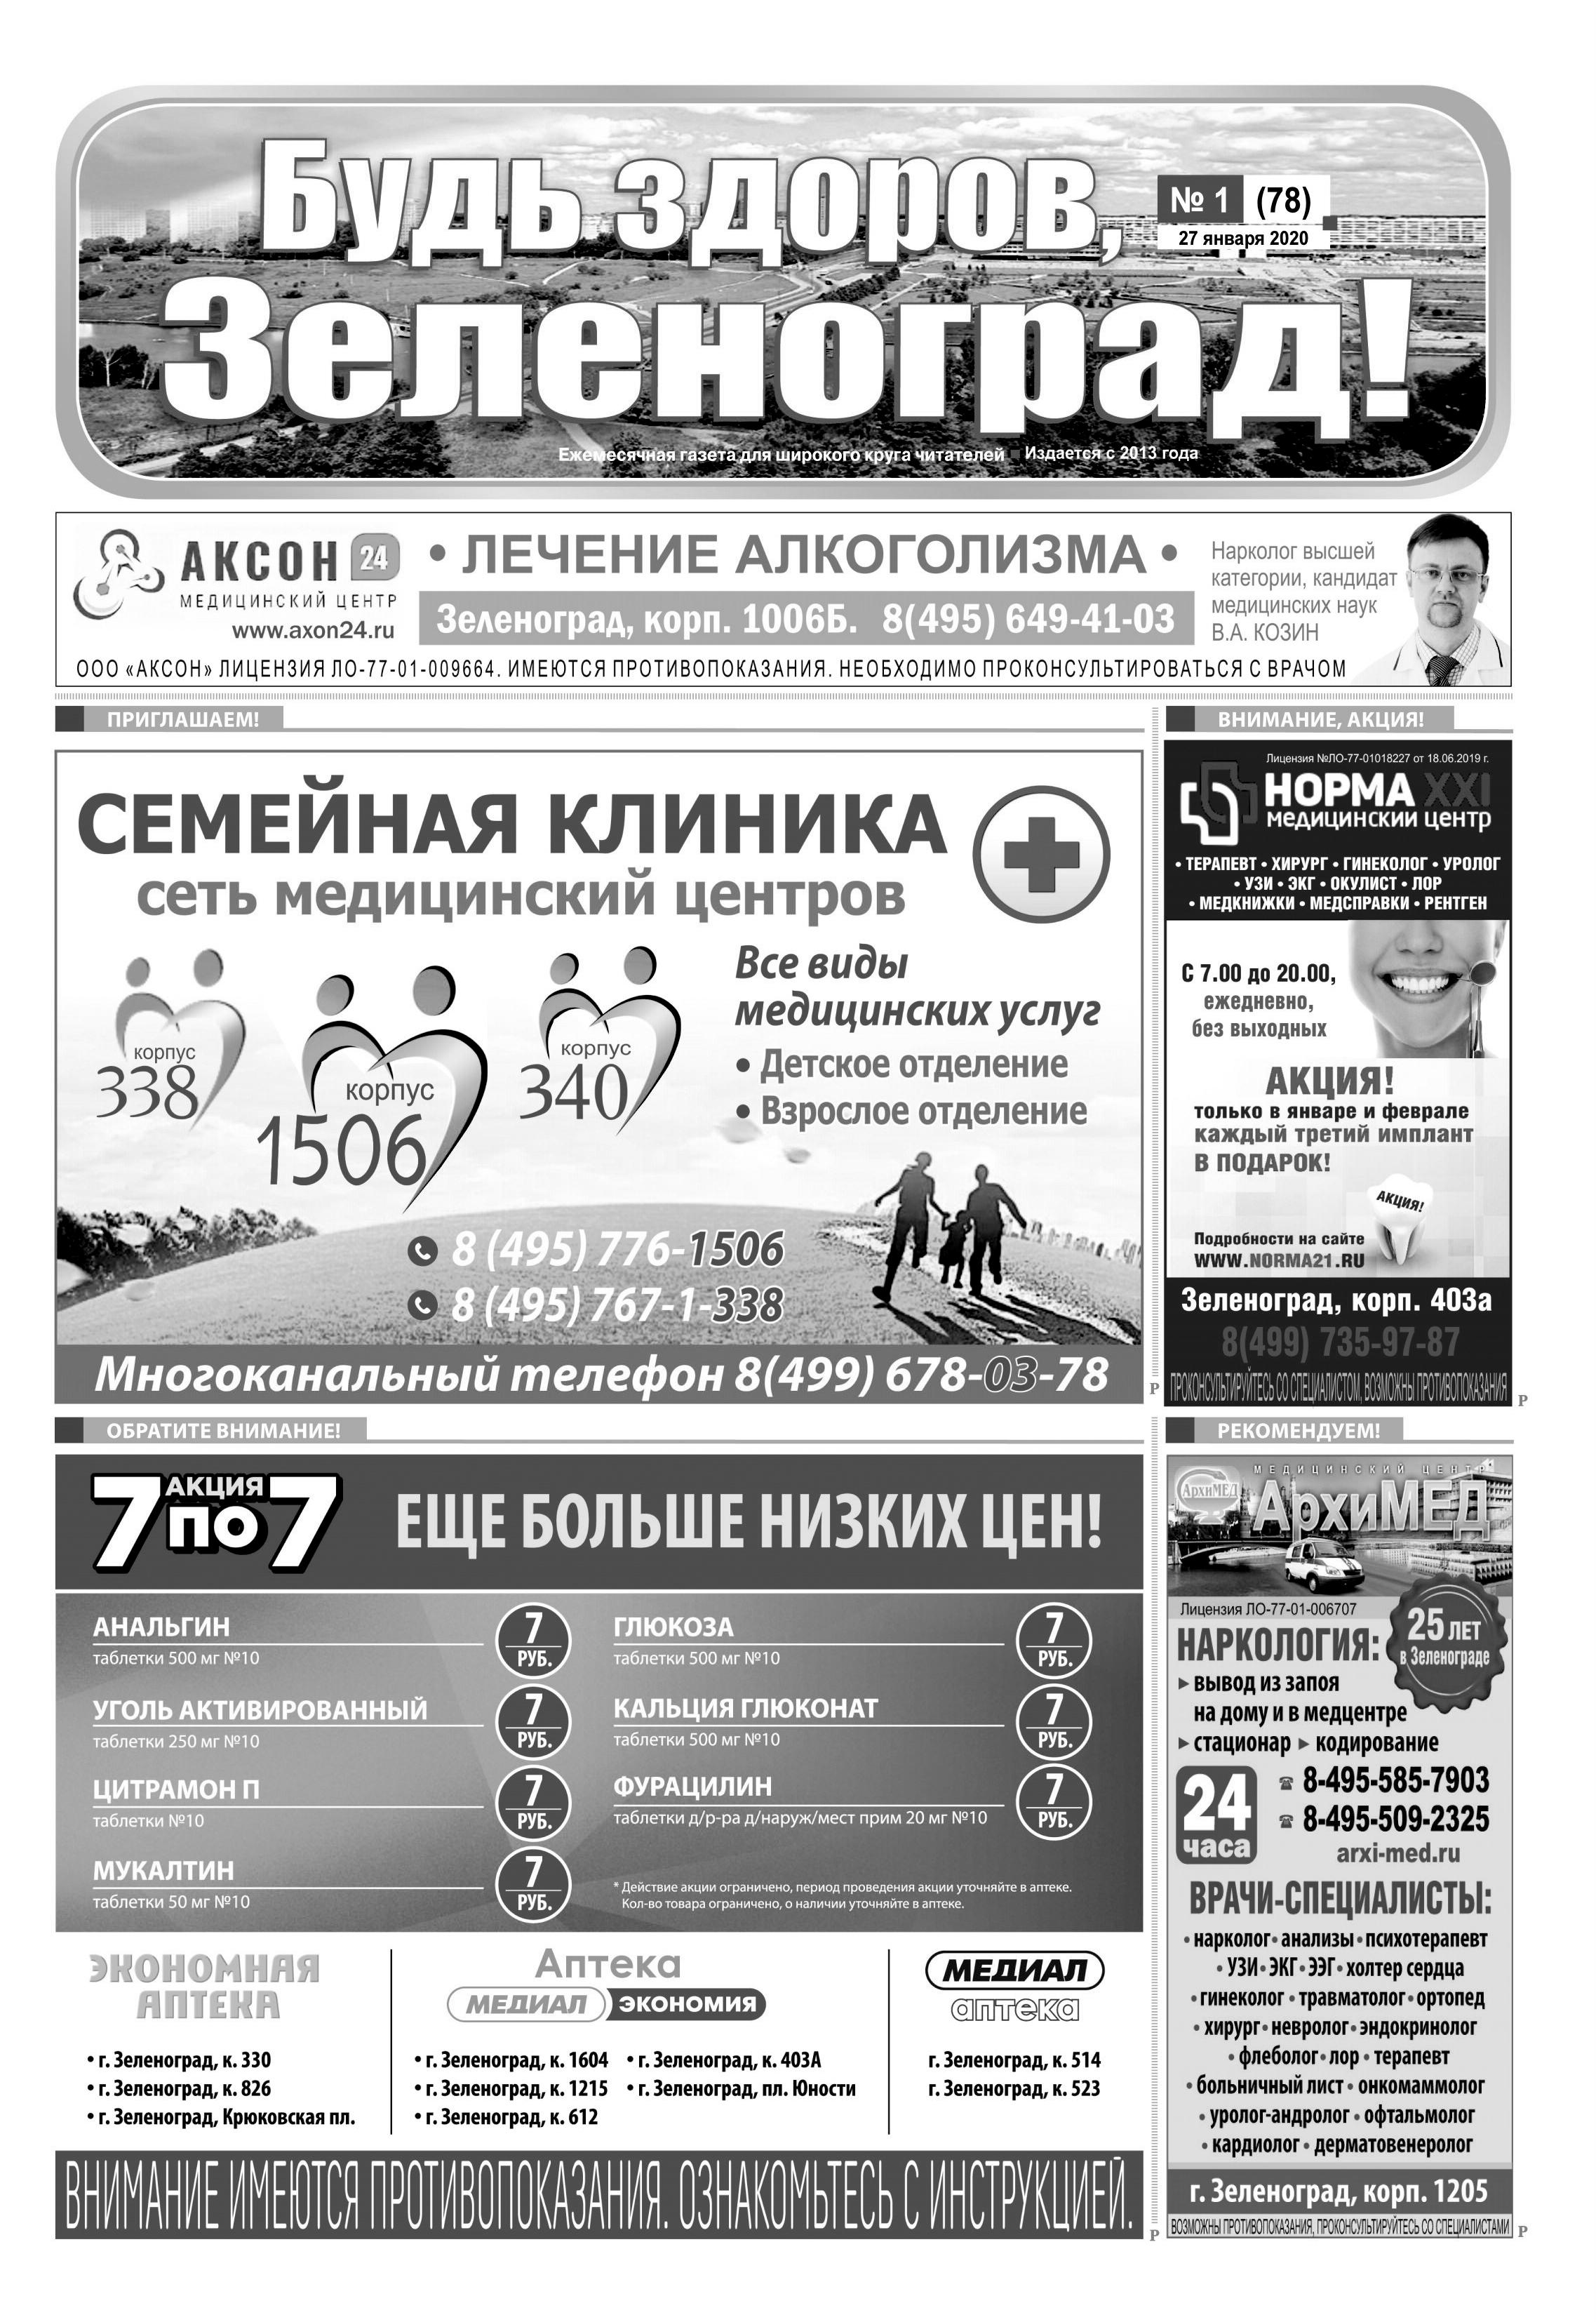 Будь здоров,
Зеленоград!
№ 1 (78)
27 января 2020
Ежемесячная газета для широкого круга читателей ■ Издается с 2013 года
АКСОН 24
МЕДИЦИНСКИЙ ЦЕНТР
www.axon24.ru
• ЛЕЧЕНИЕ АЛКОГОЛИЗМА •
Зеленоград, корп. 1006Б. 8(495) 649-41-03
Нарколог высшей
категории, кандидат
медицинских наук
В.А. КОЗИН
ООО «АКСОН» ЛИЦЕНЗИЯ ЛО-77-01-009664. ИМЕЮТСЯ ПРОТИВОПОКАЗАНИЯ. НЕОБХОДИМО ПРОКОНСУЛЬТИРОВАТЬСЯ С ВРАЧОМ
ПРИГЛАШАЕМ!
СЕМЕЙНАЯ КЛИНИКА
сеть медицинский центров
корпус
338
корпус
1506
корпус
340
Все виды
медицинских услуг
• Детское отделение
• Взрослое отделение
8 (495) 776-1506
8 (495) 767-1-338
Многоканальный телефон 8(499) 678-03-78
Р
ВНИМАНИЕ, АКЦИЯ!
Лицензия №ЛО-77-01018227 от 18.06.2019 г.
НОРМА XXI
МЕДИЦИНСКИЙ ЦЕНТР
• ТЕРАПЕВТ • ХИРУРГ • ГИНЕКОЛОГ • УРОЛОГ
• УЗИ • ЭКГ • ОКУЛИСТ • ЛОР
• МЕДКНИЖКИ • МЕДСПРАВКИ • РЕНТГЕН
С 7.00 до 20.00,
ежедневно,
без выходных
АКЦИЯ!
только в январе и феврале
каждый третий имплант
В ПОДАРОК!
АКЦИЯ!
Подробности на сайте
WWW.NORMA21.RU
Зеленоград, корп. 403а
8(499) 735-97-87
ПРОКОНСУЛЬТИРУЙТЕСЬ СО СПЕЦИАЛИСТОМ, ВОЗМОЖНЫ ПРОТИВОПОКАЗАНИЯ
Р
ОБРАТИТЕ ВНИМАНИЕ!
АКЦИЯ
7 ПО 7
ЕЩЕ БОЛЬШЕ НИЗКИХ ЦЕН!
АНАЛЬГИН
таблетки 500 мг №10
7
РУБ.
УГОЛЬ АКТИВИРОВАННЫЙ
таблетки 250 мг №10
7
РУБ.
ЦИТРАМОН П
таблетки №10
7
РУБ.
МУКАЛТИН
таблетки 50 мг №10
7
РУБ.
ГЛЮКОЗА
таблетки 500 мг №10
7
РУБ.
КАЛЬЦИЯ ГЛЮКОНАТ
таблетки 500 мг №10
7
РУБ.
ФУРАЦИЛИН
таблетки д/р-ра д/наруж/мест прим 20 мг №10
7
РУБ.
* Действие акции ограничено, период проведения акции уточняйте в аптеке.
Кол-во товара ограничено, о наличии уточняйте в аптеке.
ЭКОНОМНАЯ
АПТЕКА
• г. Зеленоград, к. 330
• г. Зеленоград, к. 826
• г. Зеленоград, Крюковская пл.
Аптека
МЕДИАЛ ЭКОНОМИЯ
• г. Зеленоград, к. 1604 • г. Зеленоград, к. 403А
• г. Зеленоград, к. 1215 • г. Зеленоград, пл. Юности
• г. Зеленоград, к. 612
МЕДИАЛ
аптека
г. Зеленоград, к. 514
г. Зеленоград, к. 523
ВНИМАНИЕ ИМЕЮТСЯ ПРОТИВОПОКАЗАНИЯ. ОЗНАКОМЬТЕСЬ С ИНСТРУКЦИЕЙ.
Р
РЕКОМЕНДУЕМ!
МЕДИЦИНСКИЙ ЦЕНТР
АрхиМЕД
АрхиМЕД
Лицензия ЛО-77-01-006707
25 ЛЕТ
в Зеленограде
НАРКОЛОГИЯ:
▸ вывод из запоя
на дому и в медцентре
▸ стационар ▸ кодирование
24
часа
☎ 8-495-585-7903
☎ 8-495-509-2325
arxi-med.ru
ВРАЧИ-СПЕЦИАЛИСТЫ:
• нарколог • анализы • психотерапевт
• УЗИ • ЭКГ • ЭЭГ • холтер сердца
• гинеколог • травматолог • ортопед
• хирург • невролог • эндокринолог
• флеболог • лор • терапевт
• больничный лист • онкомаммолог
• уролог-андролог • офтальмолог
• кардиолог • дерматовенеролог
г. Зеленоград, корп. 1205
ВОЗМОЖНЫ ПРОТИВОПОКАЗАНИЯ, ПРОКОНСУЛЬТИРУЙТЕСЬ СО СПЕЦИАЛИСТАМИ
Р